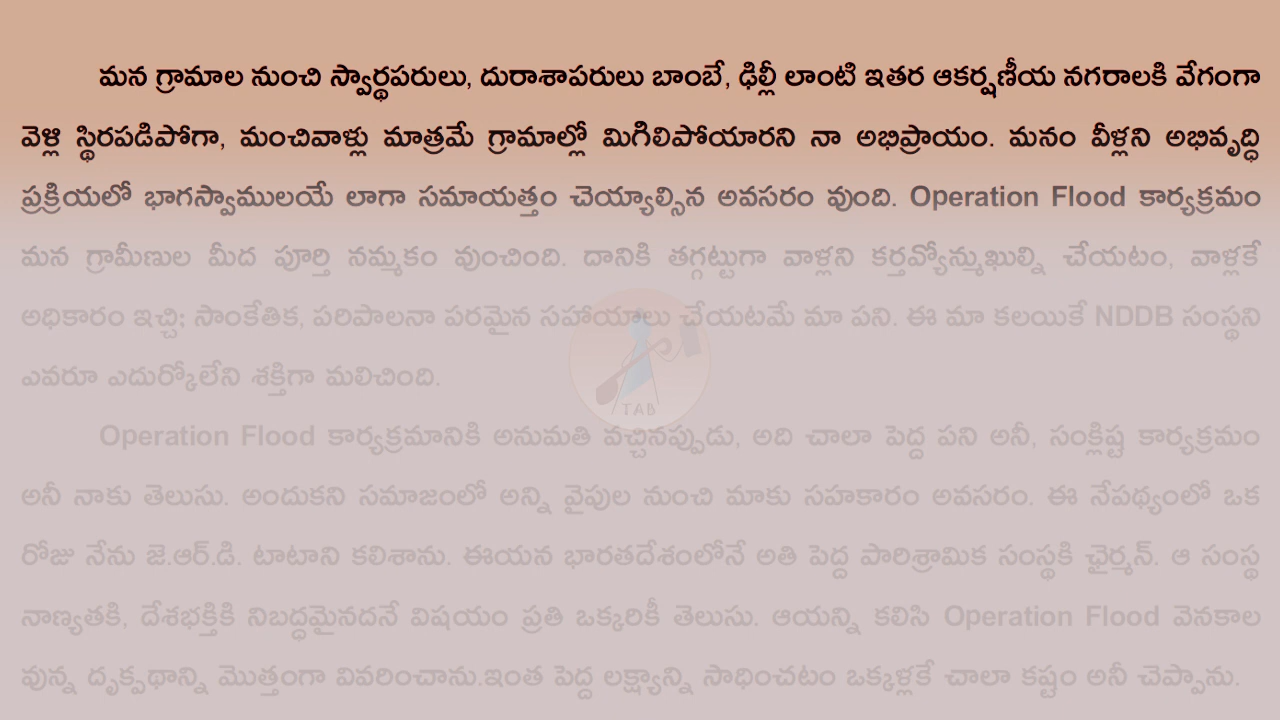 మన గ్రామాల నుంచి స్వార్థపరులు, దురాశాపరులు బాంబే, ఢిల్లీ లాంటి ఇతర ఆకర్షణీయ నగరాలకి వేగంగా
వెళ్లి స్థిరపడిపోగా, మంచివాళ్లు మాత్రమే గ్రామాల్లో మిగిలిపోయారని నా అభిప్రాయం. మనం వీళ్లని అభివృద్ధి
ప్రక్రియలో భాగస్వాములయే లాగా సమాయత్తం చెయ్యాల్సిన అవసరం వుంది. Operation Flood కార్యక్రమం
మన గ్రామీణుల మీద పూర్తి నమ్మకం వుంచింది. దానికి తగ్గట్టుగా వాళ్లని కర్తవ్యోన్ముఖుల్ని చేయటం, వాళ్లకే
అధికారం ఇచ్చి; సాంకేతిక, పరిపాలనా పరమైన సహాయాలు చేయటమే మా పని. ఈ మా కలయికే NDDB సంస్థని
ఎవరూ ఎదుర్కోలేని శక్తిగా మలిచింది.
Operation Flood కార్యక్రమానికి అనుమతి వచ్చినప్పుడు, అది చాలా పెద్ద పని అనీ, సంక్లిష్ట కార్యక్రమం
అనీ నాకు తెలుసు. అందుకని సమాజంలో అన్ని వైపుల నుంచి మాకు సహకారం అవసరం. ఈ నేపథ్యంలో ఒక
రోజు నేను జె.ఆర్.డి. టాటాని కలిశాను. ఈయన భారతదేశంలోనే అతి పెద్ద పారిశ్రామిక సంస్థకి ఛైర్మన్. ఆ సంస్థ
నాణ్యతకి, దేశభక్తికి నిబద్ధమైనదనే విషయం ప్రతి ఒక్కరికీ తెలుసు. ఆయన్ని కలిసి Operation Flood వెనకాల
వున్న దృక్పథాన్ని మొత్తంగా వివరించాను.ఇంత పెద్ద లక్ష్యాన్ని సాధించటం ఒక్కళ్లకే చాలా కష్టం అనీ చెప్పాను.
TAB